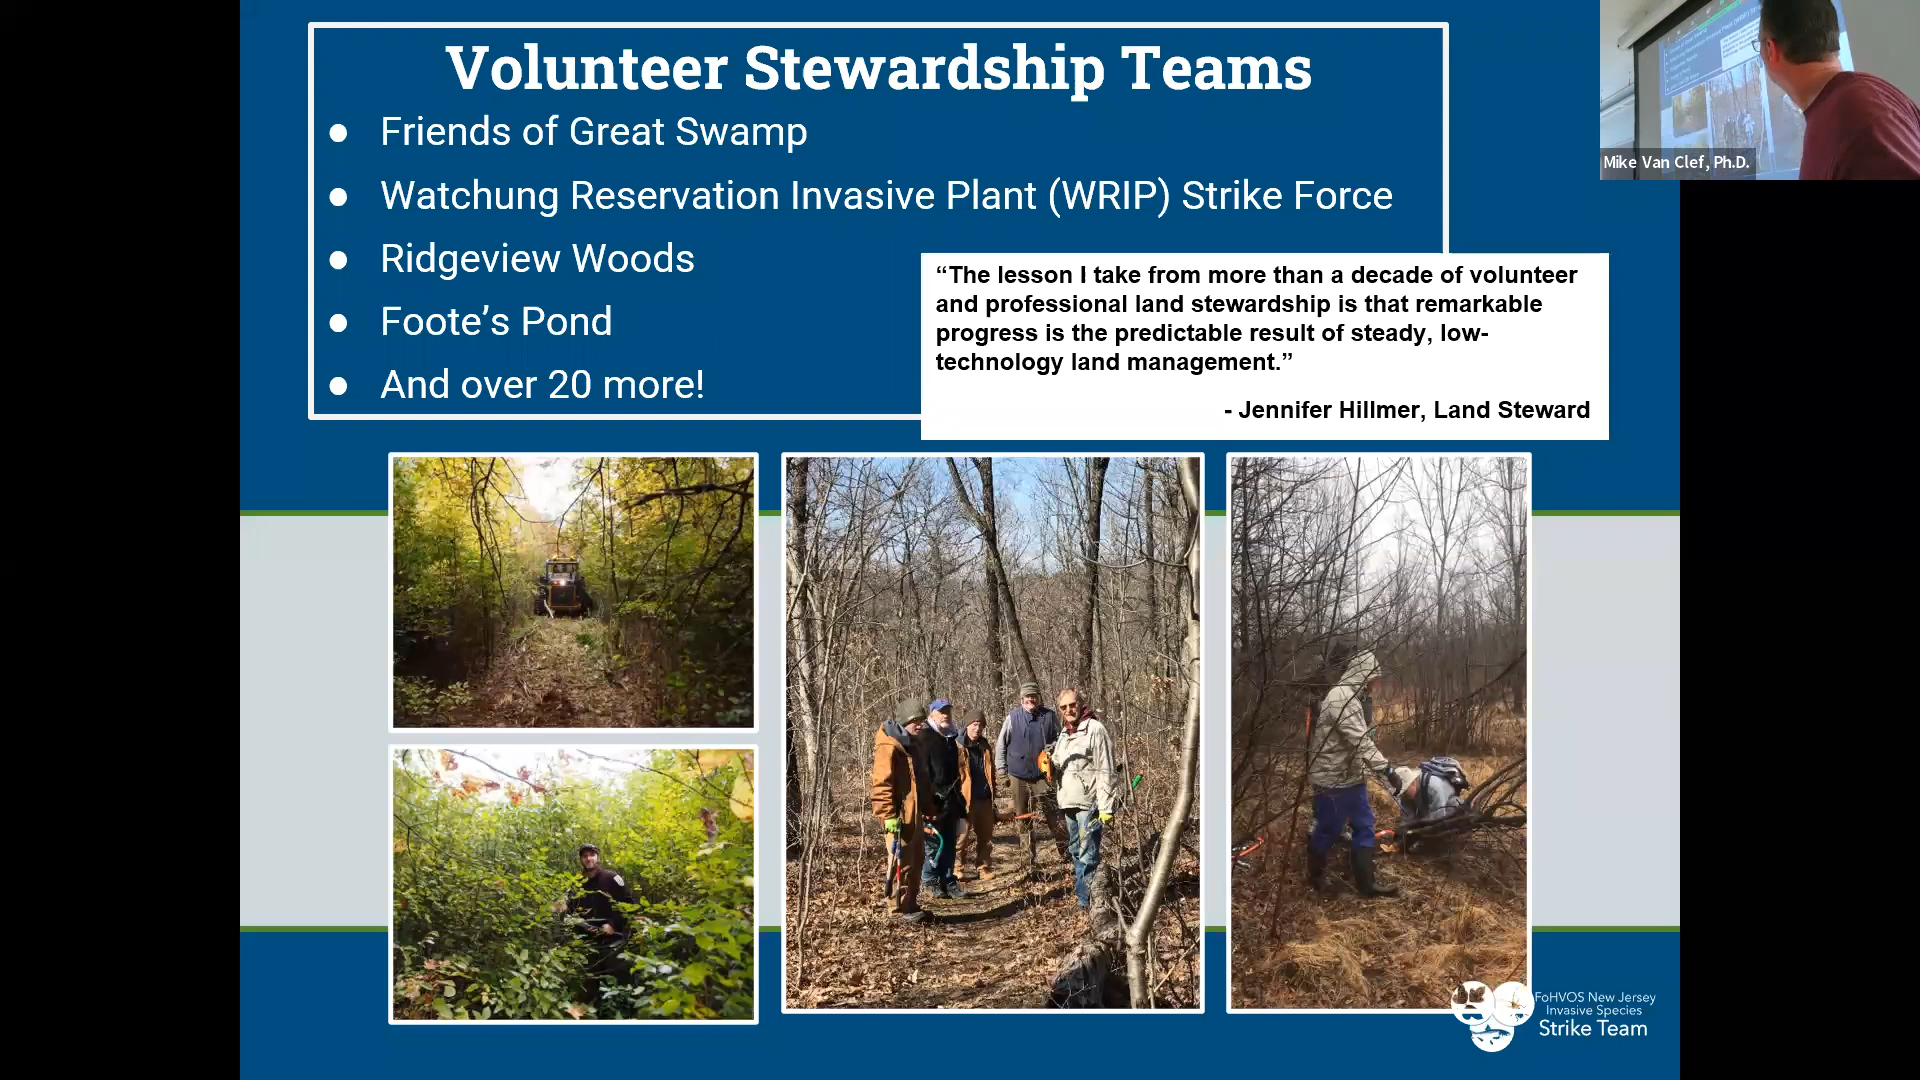 Volunteer Stewardship Teams
● Friends of Great Swamp
● Watchung Reservation Invasive Plant (WRIP) Strike Force
● Ridgeview Woods
● Foote’s Pond
● And over 20 more!
“The lesson I take from more than a decade of volunteer
and professional land stewardship is that remarkable
progress is the predictable result of steady, low-
technology land management.”
- Jennifer Hillmer, Land Steward
Mike Van Clef, Ph.D.
FoHVOS New Jersey
Invasive Species
Strike Team